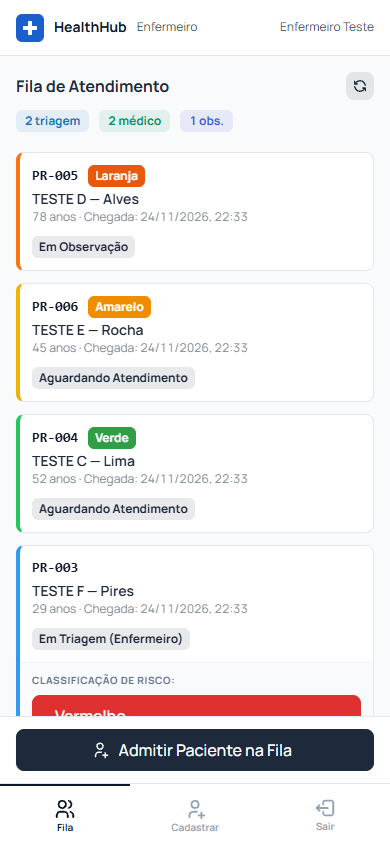 HealthHub Enfermeiro Enfermeiro Teste
Fila de Atendimento
2 triagem 2 médico 1 obs.
PR-005 Laranja
TESTE D — Alves
78 anos · Chegada: 24/11/2026, 22:33
Em Observação
PR-006 Amarelo
TESTE E — Rocha
45 anos · Chegada: 24/11/2026, 22:33
Aguardando Atendimento
PR-004 Verde
TESTE C — Lima
52 anos · Chegada: 24/11/2026, 22:33
Aguardando Atendimento
PR-003
TESTE F — Pires
29 anos · Chegada: 24/11/2026, 22:33
Em Triagem (Enfermeiro)
CLASSIFICAÇÃO DE RISCO:
Vermelho
Admitir Paciente na Fila
Fila Cadastrar Sair